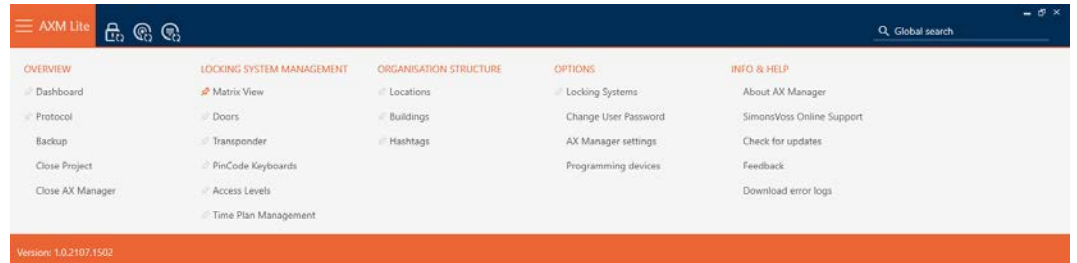 AXM Lite
Global search
OVERVIEW
Dashboard
Protocol
Backup
Close Project
Close AX Manager
LOCKING SYSTEM MANAGEMENT
Matrix View
Doors
Transponder
PinCode Keyboards
Access Levels
Time Plan Management
ORGANISATION STRUCTURE
Locations
Buildings
Hashtags
OPTIONS
Locking Systems
Change User Password
AX Manager settings
Programming devices
INFO & HELP
About AX Manager
SimonsVoss Online Support
Check for updates
Feedback
Download error logs
Version: 1.0.2107.1502